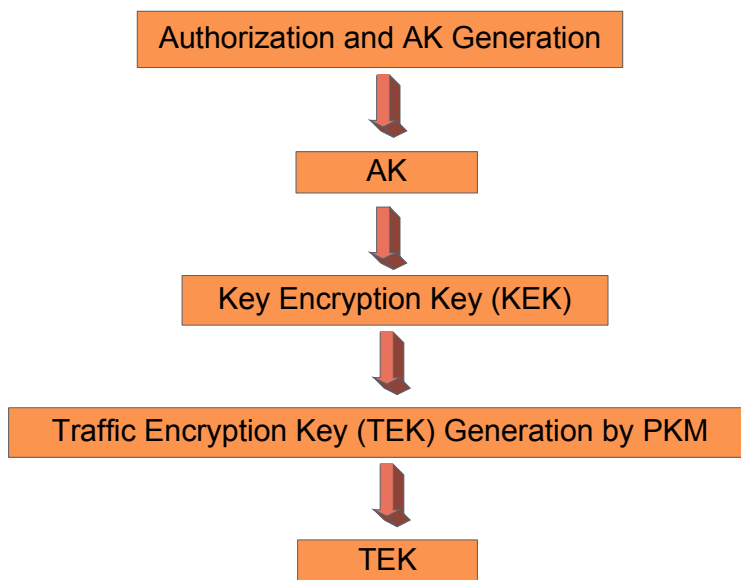 Authorization and AK Generation
AK
Key Encryption Key (KEK)
Traffic Encryption Key (TEK) Generation by PKM
TEK